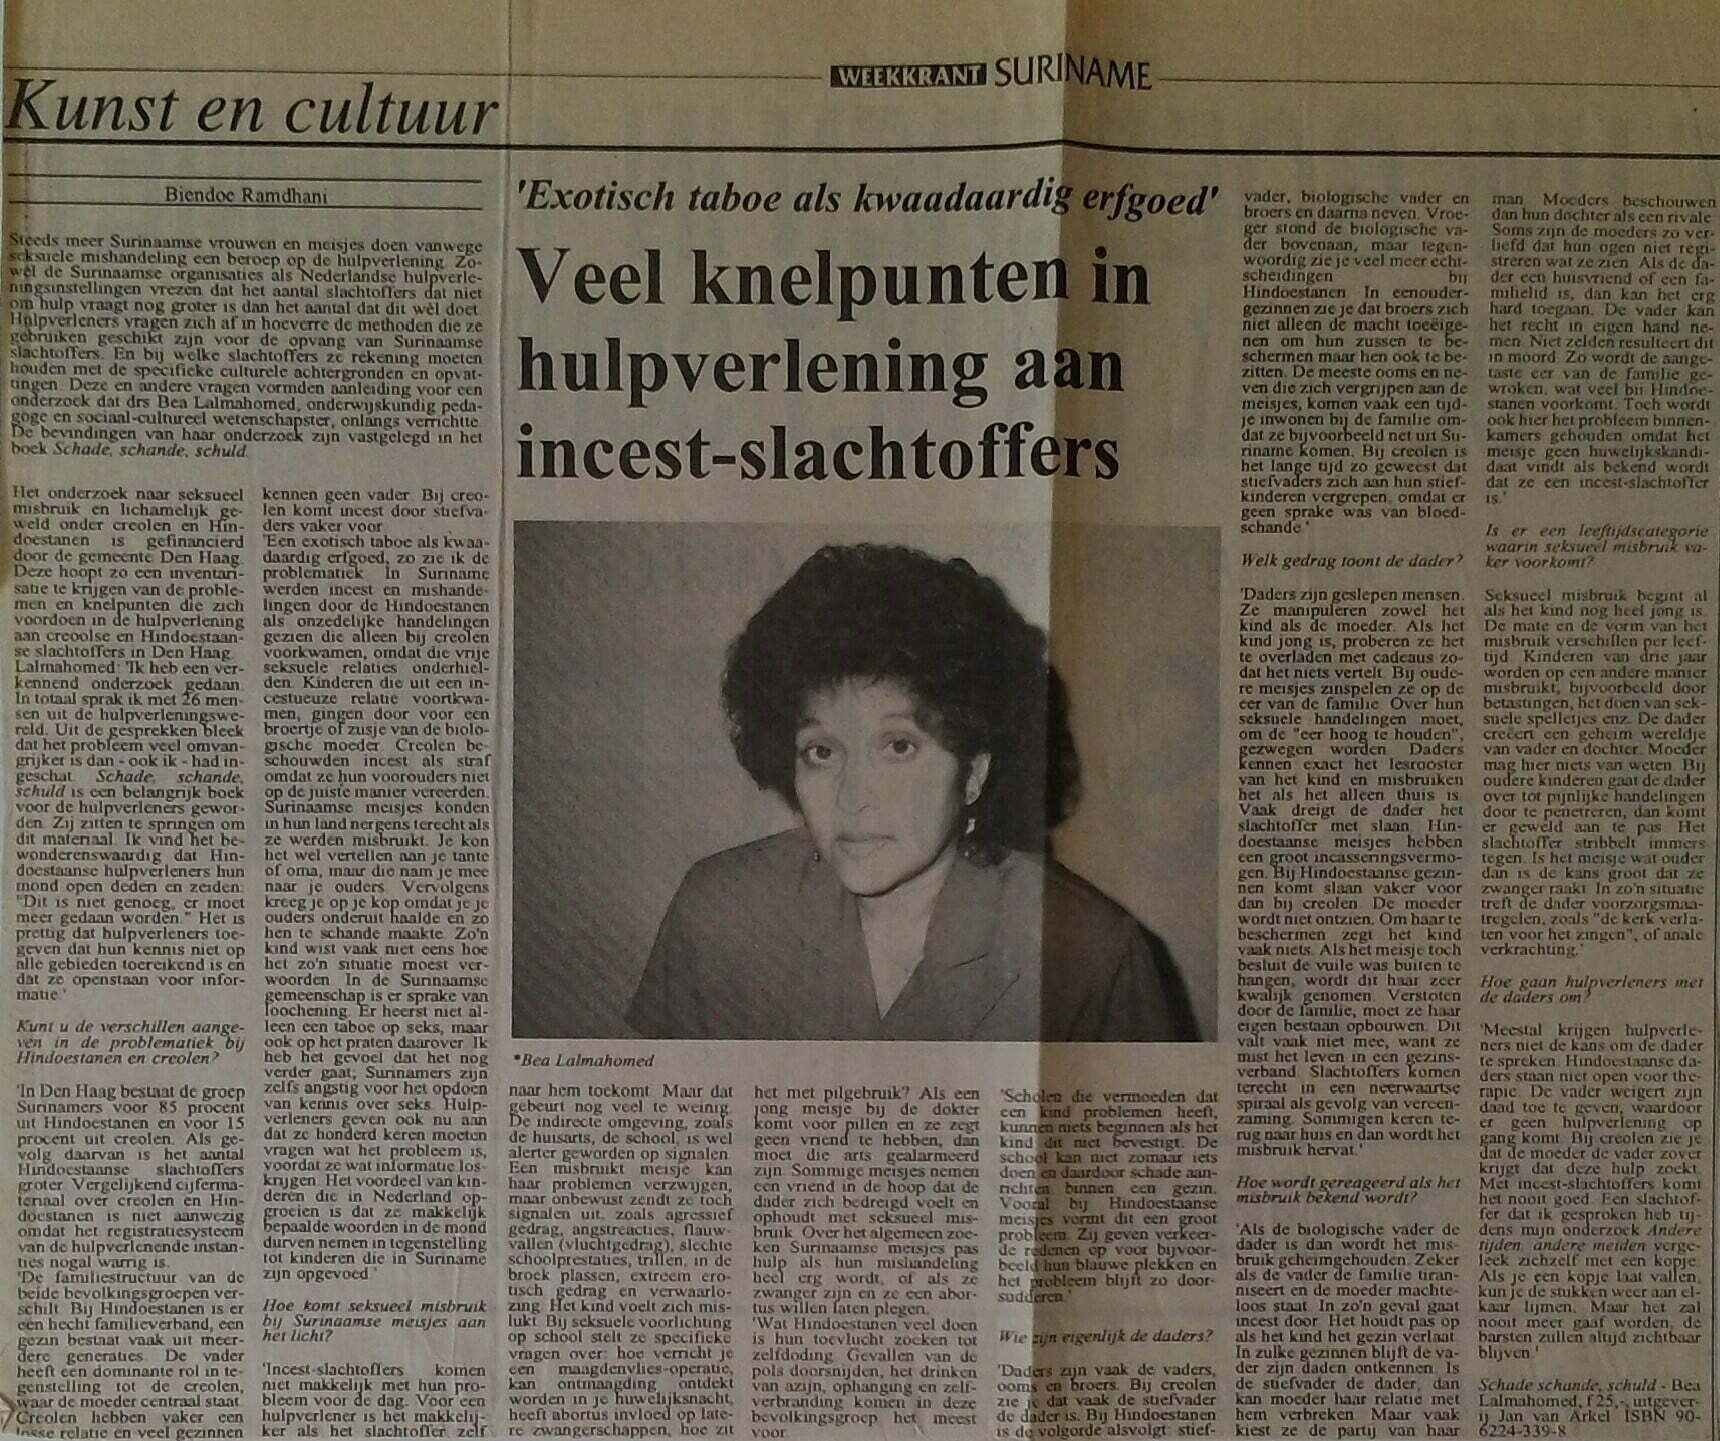 WEEKKRANT SURINAME
Kunst en cultuur
Biendoe Ramdhani
'Exotisch taboe als kwaadaardig erfgoed'
Veel knelpunten in
hulpverlening aan
incest-slachtoffers
Steeds meer Surinaamse vrouwen en meisjes doen vanwege
seksuele mishandeling een beroep op de hulpverlening. Zo-
wel de Surinaamse organisaties als Nederlandse hulpverle-
ningsinstellingen vrezen dat het aantal slachtoffers dat niet
om hulp vraagt nog groter is dan het aantal dat dit wel doet.
Hulpverleners vragen zich af in hoeverre de methoden die ze
gebruiken geschikt zijn voor de opvang van Surinaamse
slachtoffers. En bij welke slachtoffers ze rekening moeten
houden met de specifieke culturele achtergronden en opvat-
tingen. Deze en andere vragen vormden aanleiding voor een
onderzoek dat drs Bea Lalmahomed, onderwijskundig peda-
goge en sociaal-cultureel wetenschapster, onlangs verrichtte.
De bevindingen van haar onderzoek zijn vastgelegd in het
boek Schade, schande, schuld.
Het onderzoek naar seksueel
misbruik en lichamelijk ge-
weld onder creolen en Hin-
doestanen is gefinancierd
door de gemeente Den Haag.
Deze hoopt zo een inventari-
satie te krijgen van de proble-
men en knelpunten die zich
voordoen in de hulpverlening
aan creoolse en Hindoestaan-
se slachtoffers in Den Haag.
Lalmahomed: 'Ik heb een ver-
kennend onderzoek gedaan.
In totaal sprak ik met 26 men-
sen uit de hulpverleningswe-
reld. Uit de gesprekken bleek
dat het probleem veel omvan-
grijker is dan - ook ik - had in-
geschat. Schade, schande,
schuld is een belangrijk boek
voor de hulpverleners gewor-
den. Zij zitten te springen om
dit materiaal. Ik vind het be-
wonderenswaardig dat Hin-
doestaanse hulpverleners hun
mond open deden en zeiden:
"Dit is niet genoeg, er moet
meer gedaan worden." Het is
prettig dat hulpverleners toe-
geven dat hun kennis niet op
alle gebieden toereikend is en
dat ze openstaan voor infor-
matie.'
Kunt u de verschillen aange-
ven in de problematiek bij
Hindoestanen en creolen?
'In Den Haag bestaat de groep
Surinamers voor 85 procent
uit Hindoestanen en voor 15
procent uit creolen. Als ge-
volg daarvan is het aantal
Hindoestaanse slachtoffers
groter. Vergelijkend cijferma-
teriaal over creolen en Hin-
doestanen is niet aanwezig
omdat het registratiesysteem
van de hulpverlenende instan-
ties nogal warrig is.
'De familiestructuur van de
beide bevolkingsgroepen ver-
schilt. Bij Hindoestanen is er
een hecht familieverband, een
gezin bestaat vaak uit meer-
dere generaties. De vader
heeft een dominante rol in te-
genstelling tot de creolen,
waar de moeder centraal staat.
Creolen hebben vaker een
losse relatie en veel gezinnen
kennen geen vader. Bij creo-
len komt incest door stiefva-
ders vaker voor.
'Een exotisch taboe als kwaa-
daardig erfgoed, zo zie ik de
problematiek. In Suriname
werden incest en mishande-
lingen door de Hindoestanen
als onzedelijke handelingen
gezien die alleen bij creolen
voorkwamen, omdat die vrije
seksuele relaties onderhiel-
den. Kinderen die uit een in-
cestueuze relatie voortkwa-
men, gingen door voor een
broertje of zusje van de biolo-
gische moeder. Creolen be-
schouwden incest als straf
omdat ze hun voorouders niet
op de juiste manier vereerden.
Surinaamse meisjes konden
in hun land nergens terecht als
ze werden misbruikt. Je kon
het wel vertellen aan je tante
of oma, maar die nam je mee
naar je ouders. Vervolgens
kreeg je op je kop omdat je je
ouders onderuit haalde en zo
hen te schande maakte. Zo'n
kind wist vaak niet eens hoe
het zo'n situatie moest ver-
woorden. In de Surinaamse
gemeenschap is er sprake van
loochening. Er heerst niet al-
leen een taboe op seks, maar
ook op het praten daarover. Ik
heb het gevoel dat het nog
verder gaat; Surinamers zijn
zelfs angstig voor het opdoen
van kennis over seks. Hulp-
verleners geven ook nu aan
dat ze honderd keren moeten
vragen wat het probleem is,
voordat ze wat informatie los-
krijgen. Het voordeel van kin-
deren die in Nederland op-
groeien is dat ze makkelijk
bepaalde woorden in de mond
durven nemen in tegenstelling
tot kinderen die in Suriname
zijn opgevoed.'
Hoe komt seksueel misbruik
bij Surinaamse meisjes aan
het licht?
'Incest-slachtoffers komen
niet makkelijk met hun pro-
bleem voor de dag. Voor een
hulpverlener is het makkelij-
ker als het slachtoffer zelf
*Bea Lalmahomed
naar hem toekomt. Maar dat
gebeurt nog veel te weinig.
De indirecte omgeving, zoals
de huisarts, de school, is wel
alerter geworden op signalen.
Een misbruikt meisje kan
haar problemen verzwijgen,
maar onbewust zendt ze toch
signalen uit, zoals agressief
gedrag, angstreacties, flauw-
vallen (vluchtgedrag), slechte
schoolprestaties, trillen, in de
broek plassen, extreem ero-
tisch gedrag en verwaarlo-
zing. Het kind voelt zich mis-
lukt. Bij seksuele voorlichting
op school stelt ze specifieke
vragen over: hoe verricht je
een maagdenvlies-operatie,
kan ontmaagding ontdekt
worden in je huwelijksnacht,
heeft abortus invloed op late-
re zwangerschappen, hoe zit
het met pilgebruik? Als een
jong meisje bij de dokter
komt voor pillen en ze zegt
geen vriend te hebben, dan
moet die arts gealarmeerd
zijn. Sommige meisjes nemen
een vriend in de hoop dat de
dader zich bedreigd voelt en
ophoudt met seksueel mis-
bruik. Over het algemeen zoe-
ken Surinaamse meisjes pas
hulp als hun mishandeling
heel erg wordt, of als ze
zwanger zijn en ze een abor-
tus willen laten plegen.
'Wat Hindoestanen veel doen
is hun toevlucht zoeken tot
zelfdoding. Gevallen van de
pols doorsnijden, het drinken
van azijn, ophanging en zelf-
verbranding komen in deze
bevolkingsgroep het meest
voor.
'Scholen die vermoeden dat
een kind problemen heeft,
kunnen niets beginnen als het
kind dit niet bevestigt. De
school kan niet zomaar iets
doen en daardoor schade aan-
richten binnen een gezin.
Vooral bij Hindoestaanse
meisjes vormt dit een groot
probleem. Zij geven verkeer-
de redenen op voor bijvoor-
beeld hun blauwe plekken en
het probleem blijft zo door-
sudderen.'
Wie zijn eigenlijk de daders?
'Daders zijn vaak de vaders,
ooms en broers. Bij creolen
zie je dat vaak de stiefvader
de dader is. Bij Hindoestanen
is de volgorde alsvolgt: stief-
vader, biologische vader en
broers en daarna neven. Vroe-
ger stond de biologische va-
der bovenaan, maar tegen-
woordig zie je veel meer echt-
scheidingen bij
Hindoestanen. In eenouder-
gezinnen zie je dat broers zich
niet alleen de macht toeëige-
nen om hun zussen te be-
schermen maar hen ook te be-
zitten. De meeste ooms en ne-
ven die zich vergrijpen aan de
meisjes, komen vaak een tijd-
je inwonen bij de familie om-
dat ze bijvoorbeeld net uit Su-
riname komen. Bij creolen is
het lange tijd zo geweest dat
stiefvaders zich aan hun stief-
kinderen vergrepen, omdat er
geen sprake was van bloed-
schande.'
Welk gedrag toont de dader?
'Daders zijn geslepen mensen.
Ze manipuleren zowel het
kind als de moeder. Als het
kind jong is, proberen ze het
te overladen met cadeaus zo-
dat het niets vertelt. Bij oude-
re meisjes zinspelen ze op de
eer van de familie. Over hun
seksuele handelingen moet,
om de "eer hoog te houden",
gezwegen worden. Daders
kennen exact het lesrooster
van het kind en misbruiken
het als het alleen thuis is.
Vaak dreigt de dader het
slachtoffer met slaan. Hin-
doestaanse meisjes hebben
een groot incasseringsvermo-
gen. Bij Hindoestaanse gezin-
nen komt slaan vaker voor
dan bij creolen. De moeder
wordt niet ontzien. Om haar te
beschermen zegt het kind
vaak niets. Als het meisje toch
besluit de vuile was buiten te
hangen, wordt dit haar zeer
kwalijk genomen. Verstoten
door de familie, moet ze haar
eigen bestaan opbouwen. Dit
valt vaak niet mee, want ze
mist het leven in een gezins-
verband. Slachtoffers komen
terecht in een neerwaartse
spiraal als gevolg van vereen-
zaming. Sommigen keren te-
rug naar huis en dan wordt het
misbruik hervat.'
Hoe wordt gereageerd als het
misbruik bekend wordt?
'Als de biologische vader de
dader is dan wordt het mis-
bruik geheimgehouden. Zeker
als de vader de familie tiran-
niseert en de moeder machte-
loos staat. In zo'n geval gaat
incest door. Het houdt pas op
als het kind het gezin verlaat.
In zulke gezinnen blijft de va-
der zijn daden ontkennen. Is
de stiefvader de dader, dan
kan moeder haar relatie met
hem verbreken. Maar vaak
kiest ze de partij van haar
man. Moeders beschouwen
dan hun dochter als een rivale.
Soms zijn de moeders zo ver-
liefd dat hun ogen niet regi-
streren wat ze zien. Als de da-
der een huisvriend of een fa-
milielid is, dan kan het erg
hard toegaan. De vader kan
het recht in eigen hand ne-
men. Niet zelden resulteert dit
in moord. Zo wordt de aange-
taste eer van de familie ge-
wroken, wat veel bij Hindoe-
stanen voorkomt. Toch wordt
ook hier het probleem binnen-
kamers gehouden omdat het
meisje geen huwelijkskandi-
daat vindt als bekend wordt
dat ze een incest-slachtoffer
is.'
Is er een leeftijdscategorie
waarin seksueel misbruik va-
ker voorkomt?
Seksueel misbruik begint al
als het kind nog heel jong is.
De mate en de vorm van het
misbruik verschillen per leef-
tijd. Kinderen van drie jaar
worden op een andere manier
misbruikt, bijvoorbeeld door
betastingen, het doen van sek-
suele spelletjes enz. De dader
creëert een geheim wereldje
van vader en dochter. Moeder
mag hier niets van weten. Bij
oudere kinderen gaat de dader
over tot pijnlijke handelingen
door te penetreren, dan komt
er geweld aan te pas. Het
slachtoffer stribbelt immers
tegen. Is het meisje wat ouder
dan is de kans groot dat ze
zwanger raakt. In zo'n situatie
treft de dader voorzorgsmaa-
tregelen, zoals "de kerk verla-
ten voor het zingen", of anale
verkrachting.'
Hoe gaan hulpverleners met
de daders om?
'Meestal krijgen hulpverle-
ners niet de kans om de dader
te spreken. Hindoestaanse da-
ders staan niet open voor the-
rapie. De vader weigert zijn
daad toe te geven, waardoor
er geen hulpverlening op
gang komt. Bij creolen zie je
dat de moeder de vader zover
krijgt dat deze hulp zoekt.
Met incest-slachtoffers komt
het nooit goed. Een slachtof-
fer dat ik gesproken heb tij-
dens mijn onderzoek Andere
tijden, andere meiden verge-
leek zichzelf met een kopje.
Als je een kopje laat vallen,
kun je de stukken weer aan el-
kaar lijmen. Maar het zal
nooit meer gaaf worden, de
barsten zullen altijd zichtbaar
blijven.'
Schade schande, schuld - Bea
Lalmahomed, f 25,-, uitgever-
ij Jan van Arkel ISBN 90-
6224-339-8